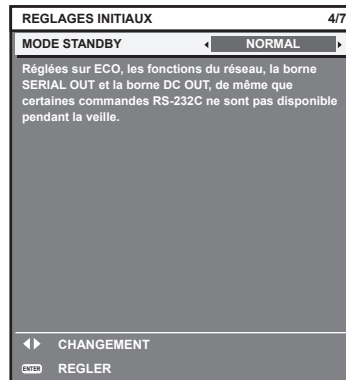 REGLAGES INITIAUX 4/7
MODE STANDBY NORMAL
Réglées sur ECO, les fonctions du réseau, la borne
SERIAL OUT et la borne DC OUT, de même que
certaines commandes RS-232C ne sont pas disponible
pendant la veille.
CHANGEMENT
ENTER REGLER